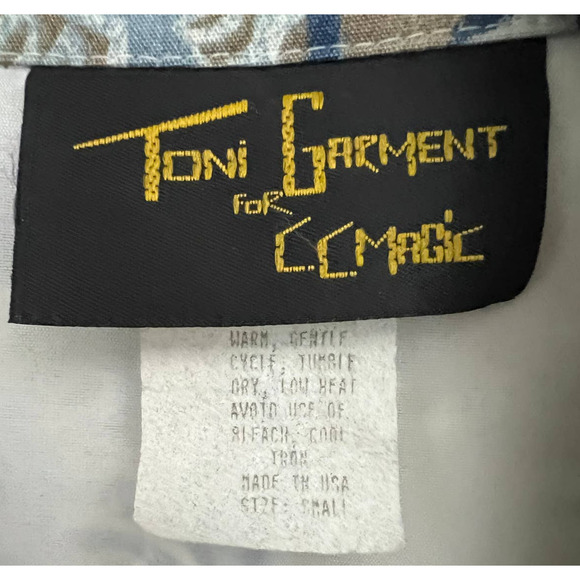 Toni Garment
for
C.C. Magic
WARM, GENTLE
CYCLE, TUMBLE
DRY, LOW HEAT
AVOID USE OF
BLEACH, COOL
IRON
MADE IN USA
SIZE: SMALL